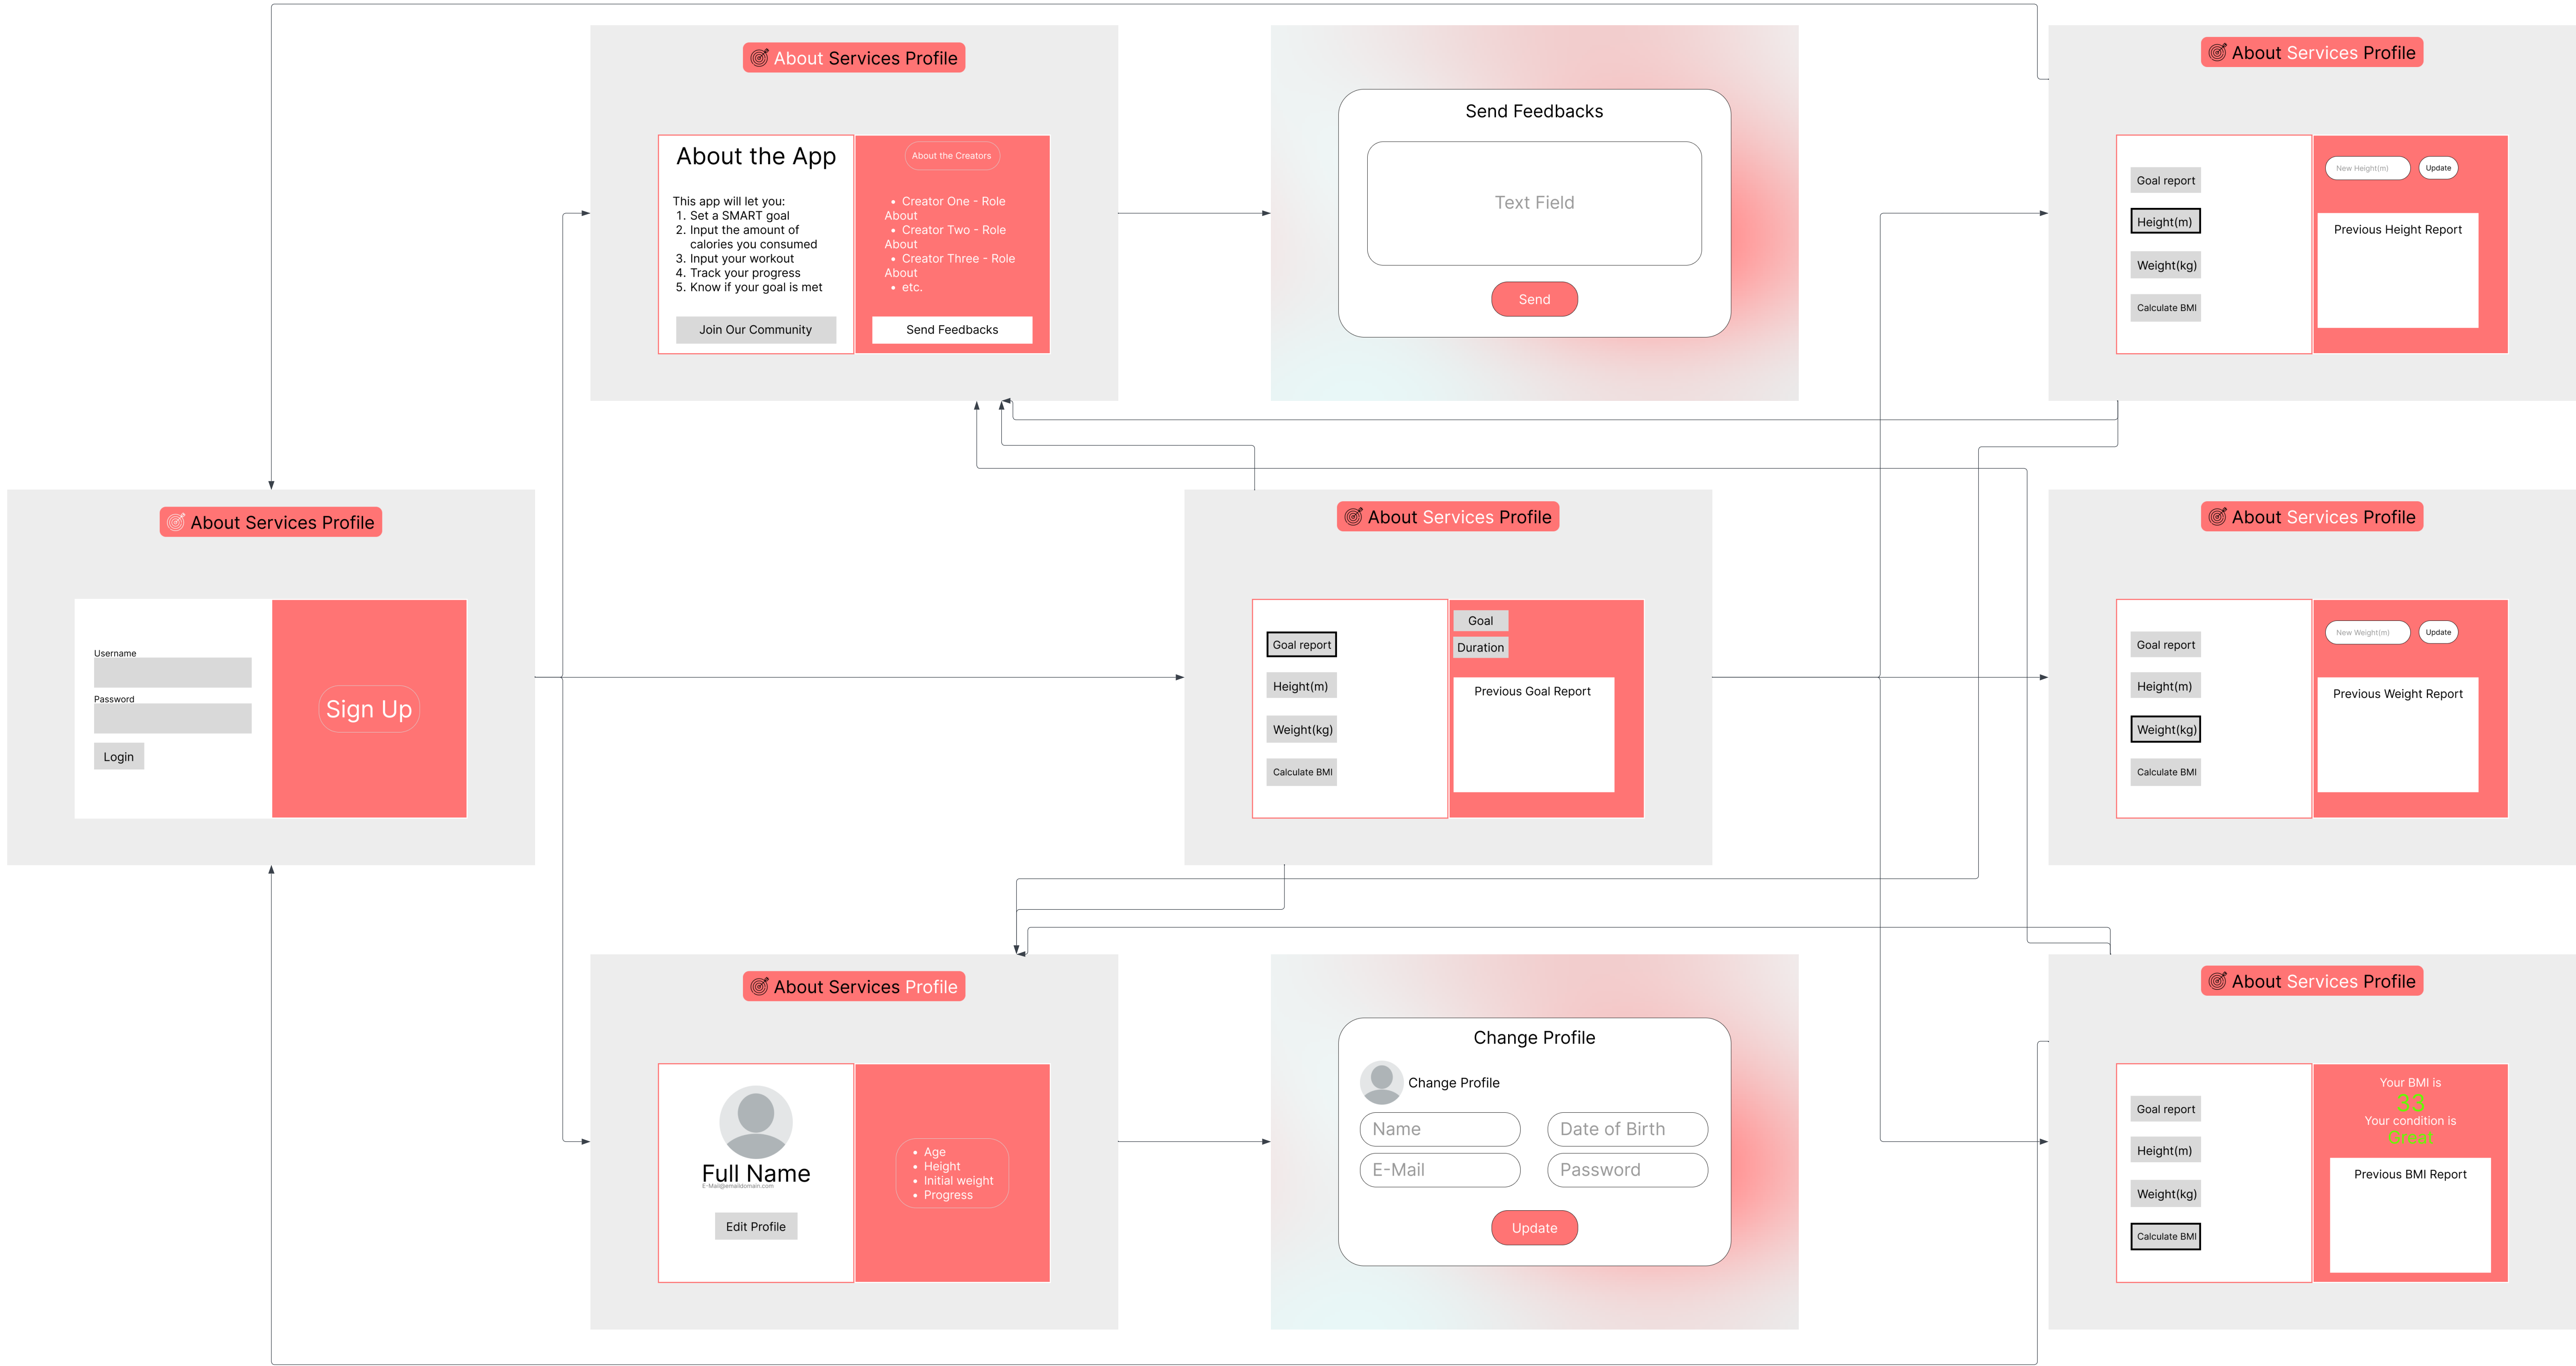 About Services Profile
About the App
This app will let you:
1. Set a SMART goal
2. Input the amount of
calories you consumed
3. Input your workout
4. Track your progress
5. Know if your goal is met
Join Our Community
About the Creators
• Creator One - Role
About
• Creator Two - Role
About
• Creator Three - Role
About
• etc.
Send Feedbacks
Send Feedbacks
Text Field
Send
About Services Profile
Goal report
Height(m)
Weight(kg)
Calculate BMI
New Height(m)
Update
Previous Height Report
About Services Profile
Username
Password
Login
Sign Up
About Services Profile
Goal report
Height(m)
Weight(kg)
Calculate BMI
Goal
Duration
Previous Goal Report
About Services Profile
Goal report
Height(m)
Weight(kg)
Calculate BMI
New Weight(m)
Update
Previous Weight Report
About Services Profile
Full Name
E-Mail@emaildomain.com
Edit Profile
• Age
• Height
• Initial weight
• Progress
Change Profile
Change Profile
Name
Date of Birth
E-Mail
Password
Update
About Services Profile
Goal report
Height(m)
Weight(kg)
Calculate BMI
Your BMI is
33
Your condition is
Great
Previous BMI Report